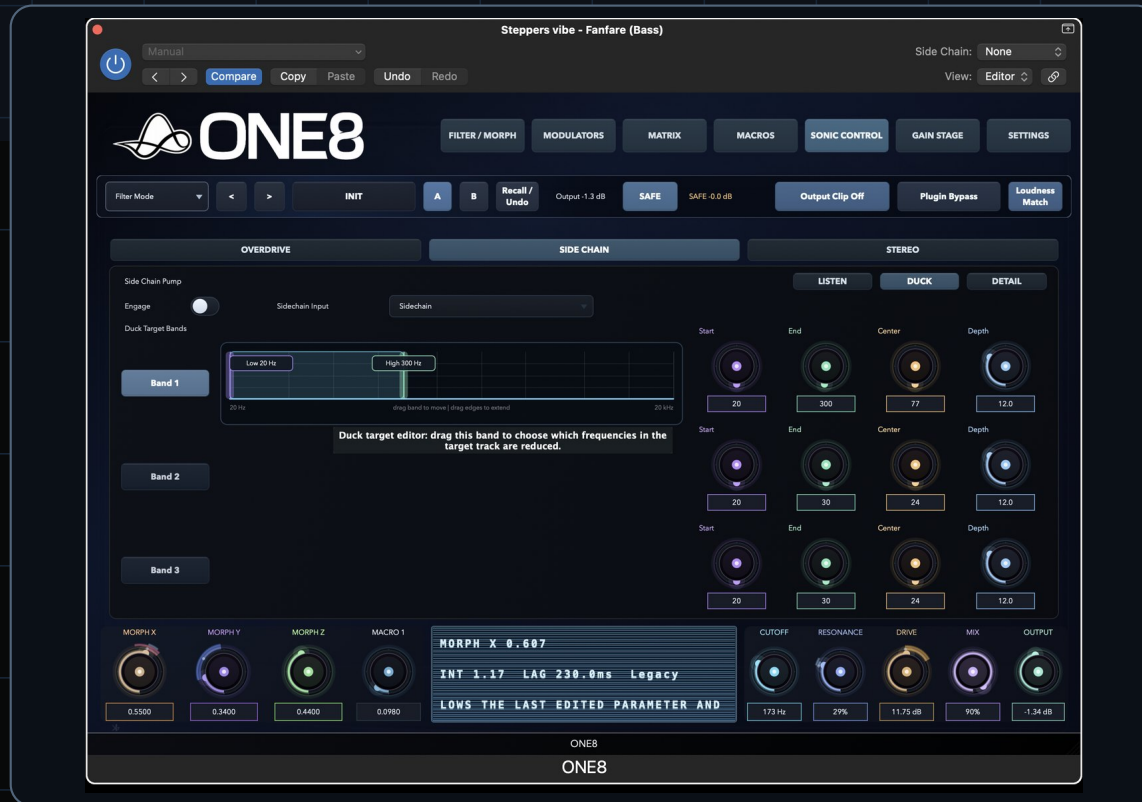 Steppers vibe - Fanfare (Bass)
Manual
Side Chain: None
< > Compare Copy Paste Undo Redo
View: Editor
ONE8
FILTER / MORPH MODULATORS MATRIX MACROS SONIC CONTROL GAIN STAGE SETTINGS
Filter Mode < > INIT A B Recall / Undo Output -1.3 dB SAFE SAFE -0.0 dB Output Clip Off Plugin Bypass Loudness Match
OVERDRIVE SIDE CHAIN STEREO
Side Chain Pump LISTEN DUCK DETAIL
Engage Sidechain Input Sidechain
Duck Target Bands
Start End Center Depth
Low 20 Hz High 300 Hz
Band 1
20 Hz drag band to move | drag edges to extend 20 kHz
20 300 77 12.0
Duck target editor: drag this band to choose which frequencies in the
target track are reduced.
Start End Center Depth
Band 2
20 30 24 12.0
Start End Center Depth
Band 3
20 30 24 12.0
MORPH X MORPH Y MORPH Z MACRO 1
0.5500 0.3400 0.4400 0.0980
MORPH X 0.607
INT 1.17 LAG 230.0ms Legacy
LOWS THE LAST EDITED PARAMETER AND
CUTOFF RESONANCE DRIVE MIX OUTPUT
173 Hz 29% 11.75 dB 90% -1.34 dB
ONE8
ONE8